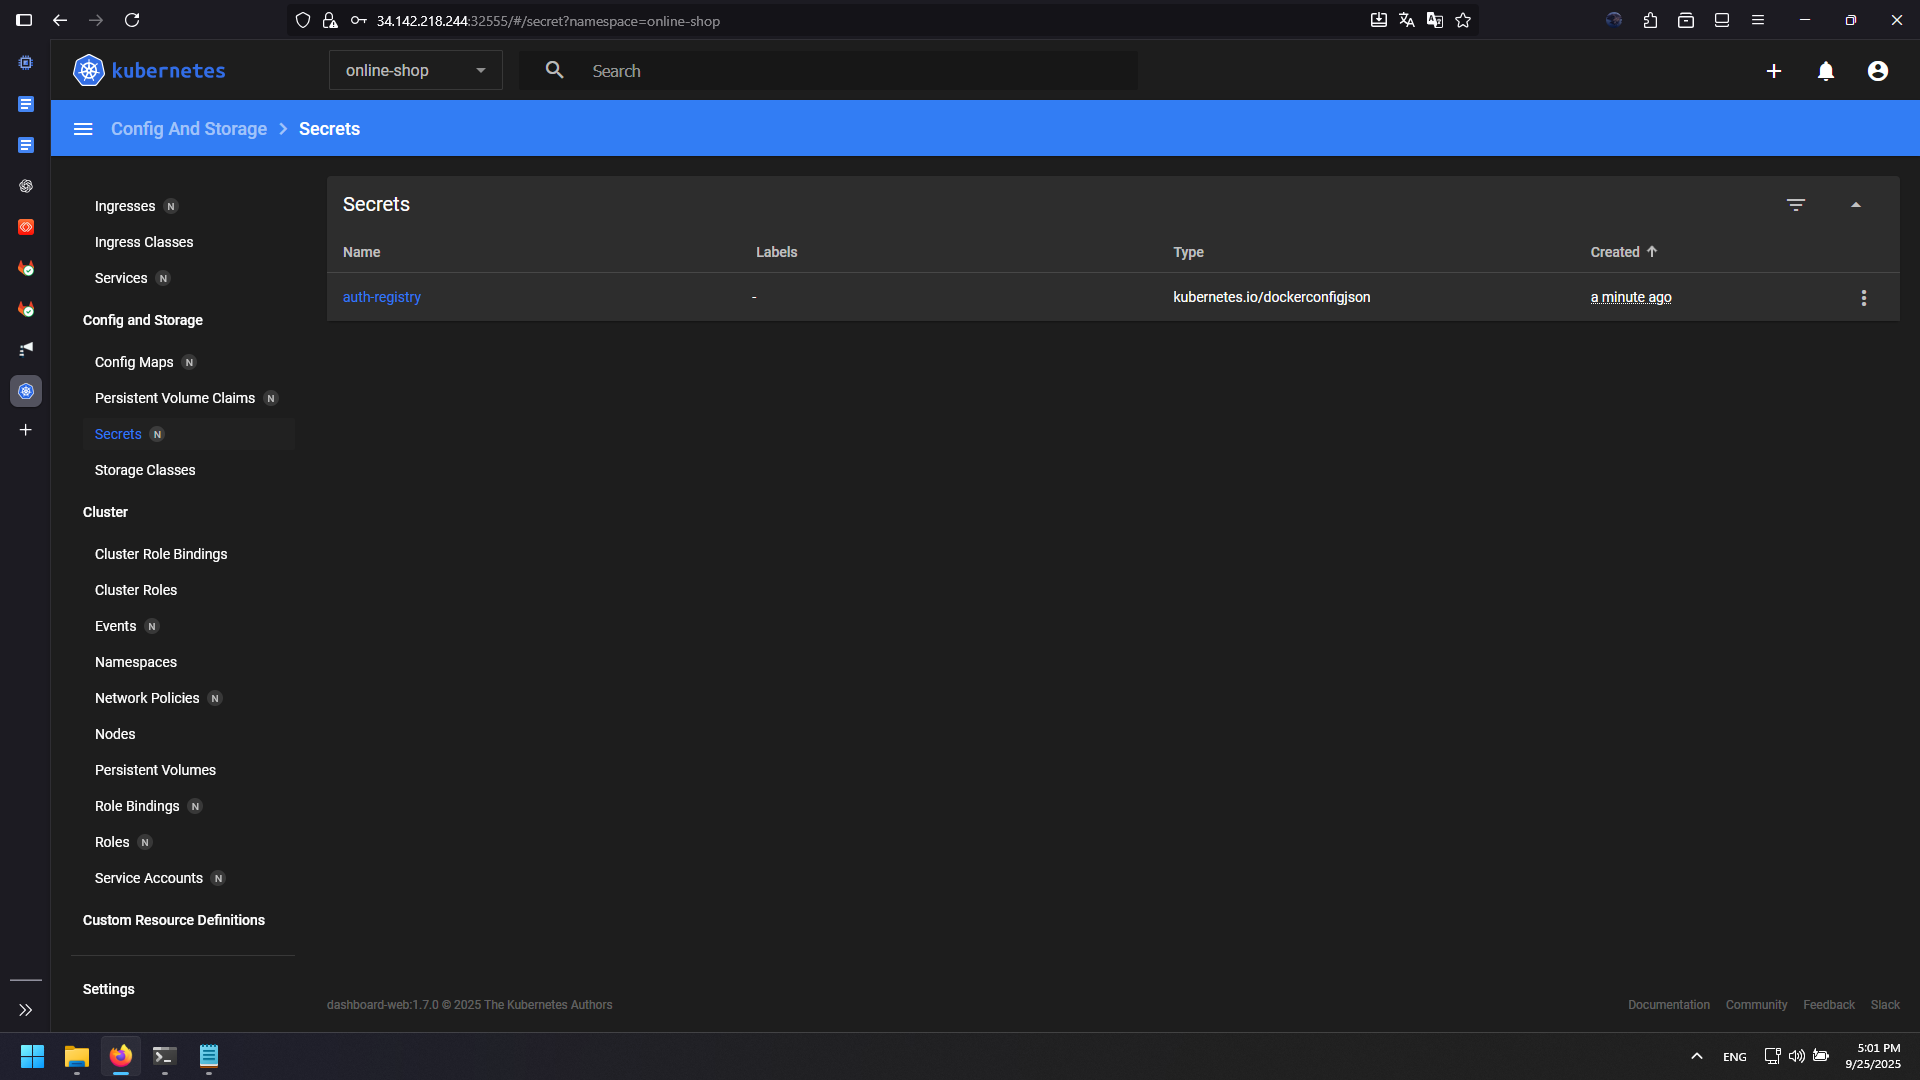 34.142.218.244:32555/#/secret?namespace=online-shop
kubernetes
online-shop
Search
Config And Storage
Secrets
Ingresses N
Ingress Classes
Services N
Config and Storage
Config Maps N
Persistent Volume Claims N
Secrets N
Storage Classes
Cluster
Cluster Role Bindings
Cluster Roles
Events N
Namespaces
Network Policies N
Nodes
Persistent Volumes
Role Bindings N
Roles N
Service Accounts N
Custom Resource Definitions
Settings
Secrets
Name Labels Type Created
auth-registry - kubernetes.io/dockerconfigjson a minute ago
dashboard-web:1.7.0 © 2025 The Kubernetes Authors
Documentation Community Feedback Slack
ENG
5:01 PM
9/25/2025